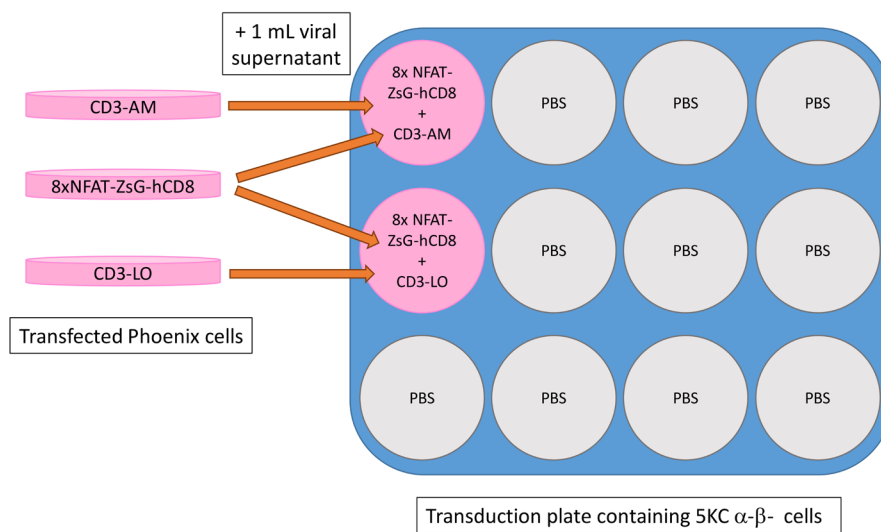 + 1 mL viral
supernatant
CD3-AM
8xNFAT-ZsG-hCD8
CD3-LO
Transfected Phoenix cells
8x NFAT-
ZsG-hCD8
+
CD3-AM
PBS
PBS
PBS
8x NFAT-
ZsG-hCD8
+
CD3-LO
PBS
PBS
PBS
PBS
PBS
PBS
PBS
Transduction plate containing 5KC α-β- cells